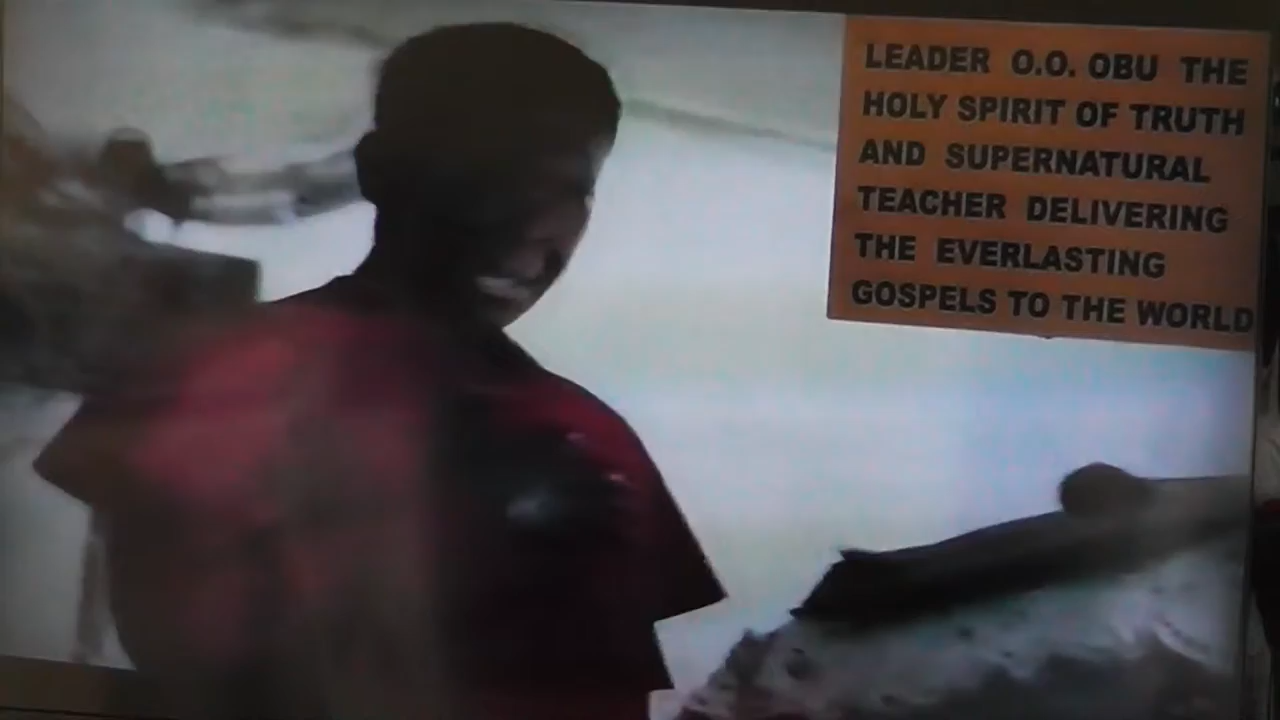 LEADER O.O. OBU THE
HOLY SPIRIT OF TRUTH
AND SUPERNATURAL
TEACHER DELIVERING
THE EVERLASTING
GOSPELS TO THE WORLD